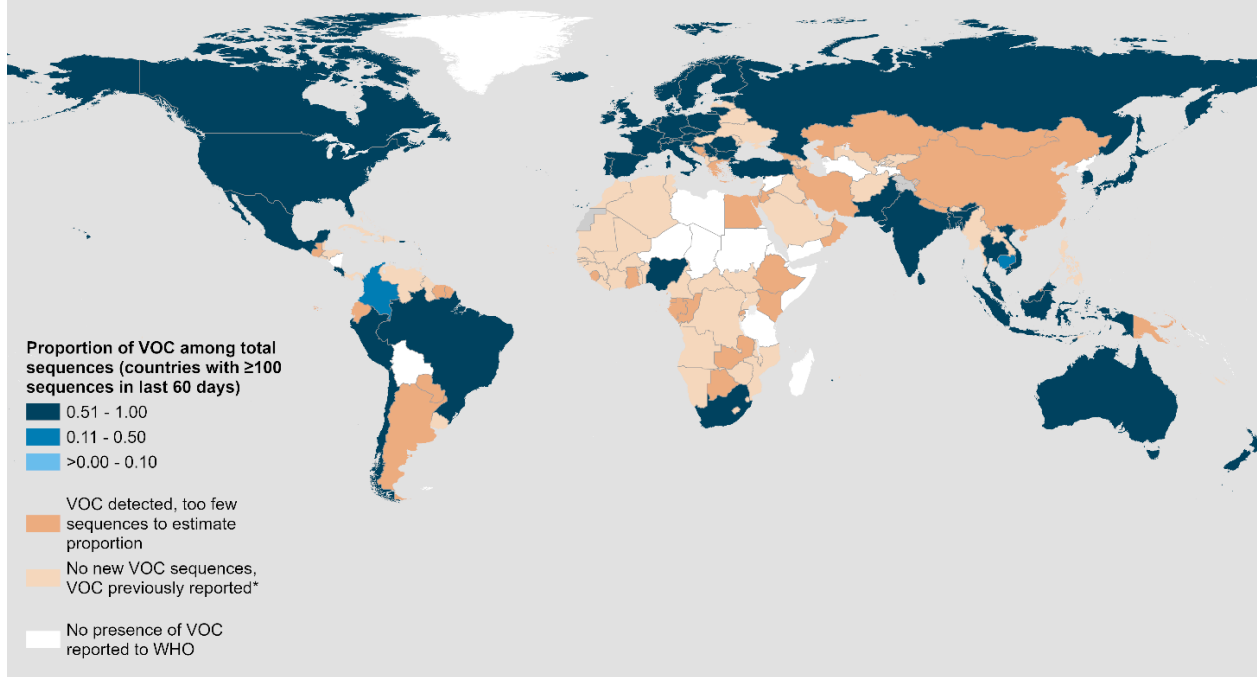 Proportion of VOC among total
sequences (countries with ≥100
sequences in last 60 days)
0.51 - 1.00
0.11 - 0.50
>0.00 - 0.10
VOC detected, too few
sequences to estimate
proportion
No new VOC sequences,
VOC previously reported*
No presence of VOC
reported to WHO